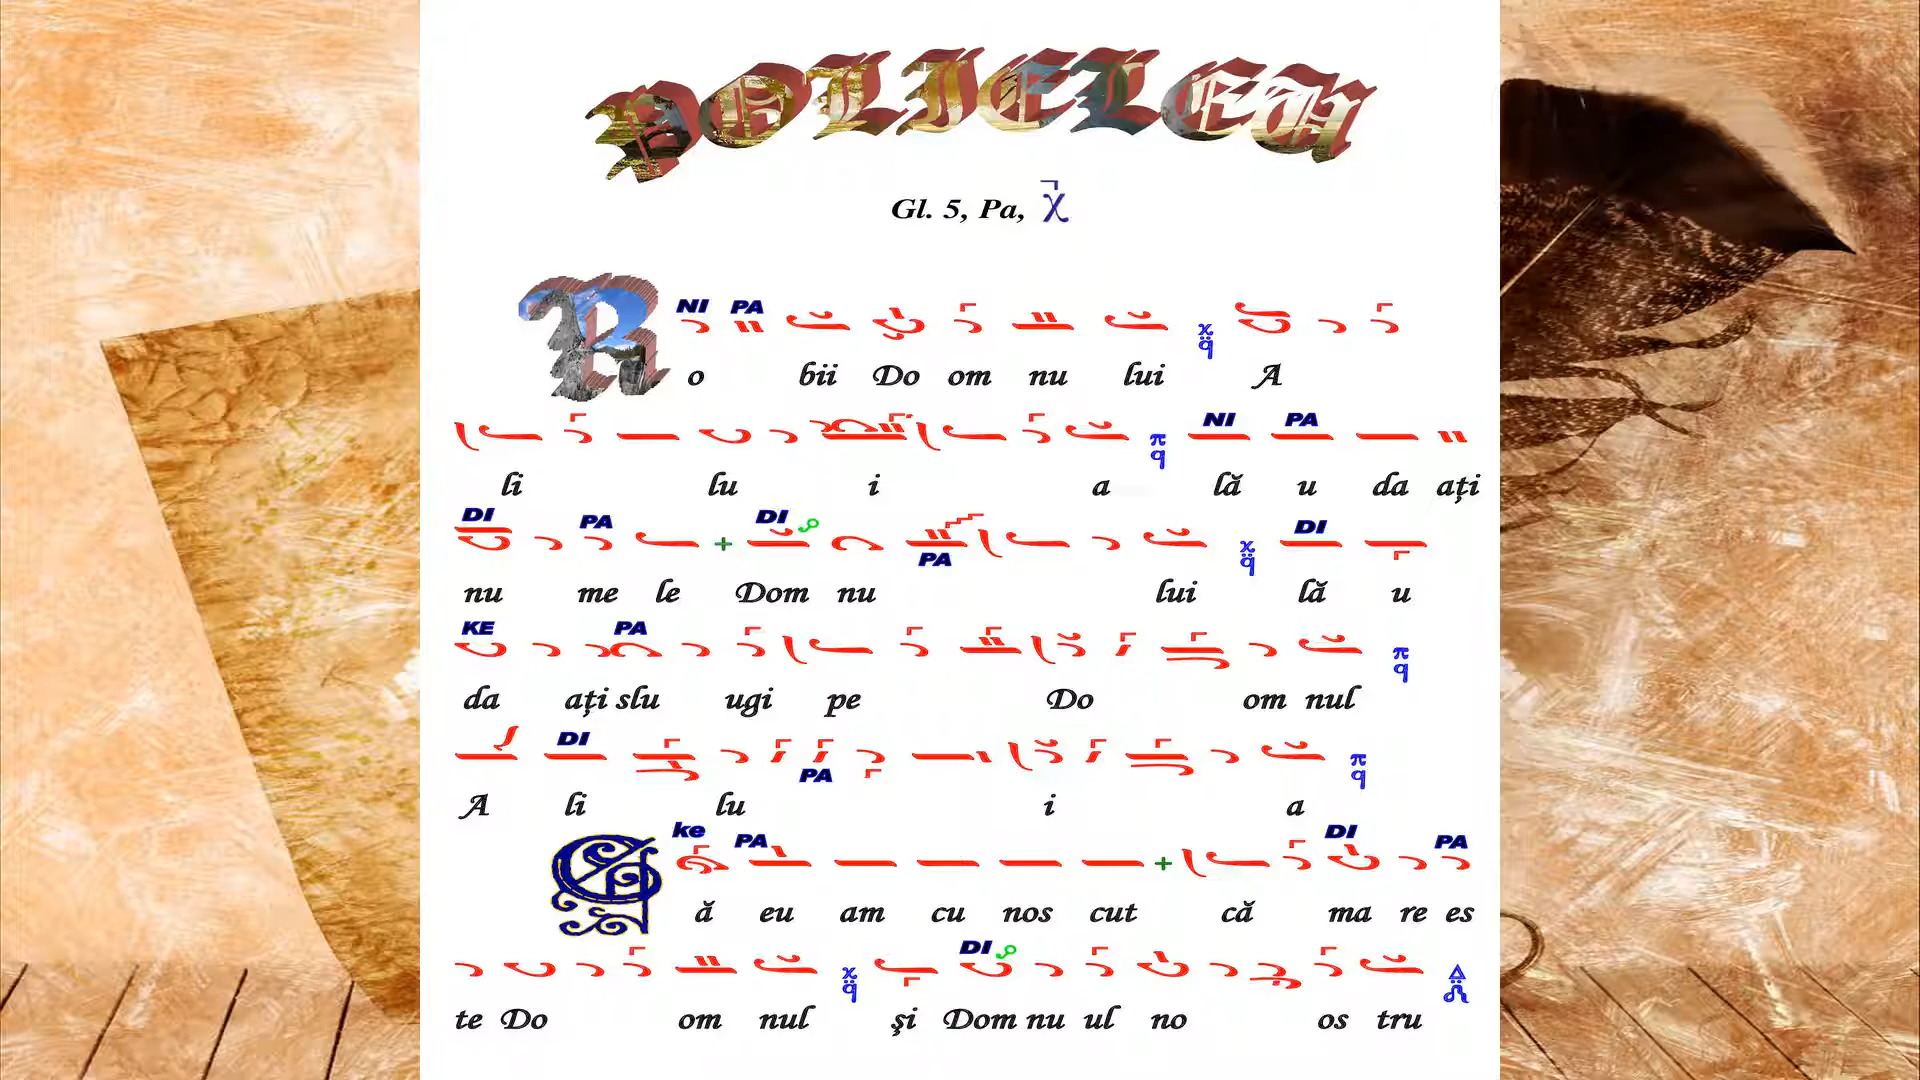 POLIELEU
Gl. 5, Pa,
NI PA
Ro bii Do om nu lui A
NI PA
li lu i a lă u da ați
DI PA DI PA DI
nu me le Dom nu lui lă u
KE PA
da ați slu ugi pe Do om nul
DI PA
A li lu i a
ke PA DI PA
Că eu am cu nos cut că ma re es
DI
te Do om nul și Dom nu ul no os tru